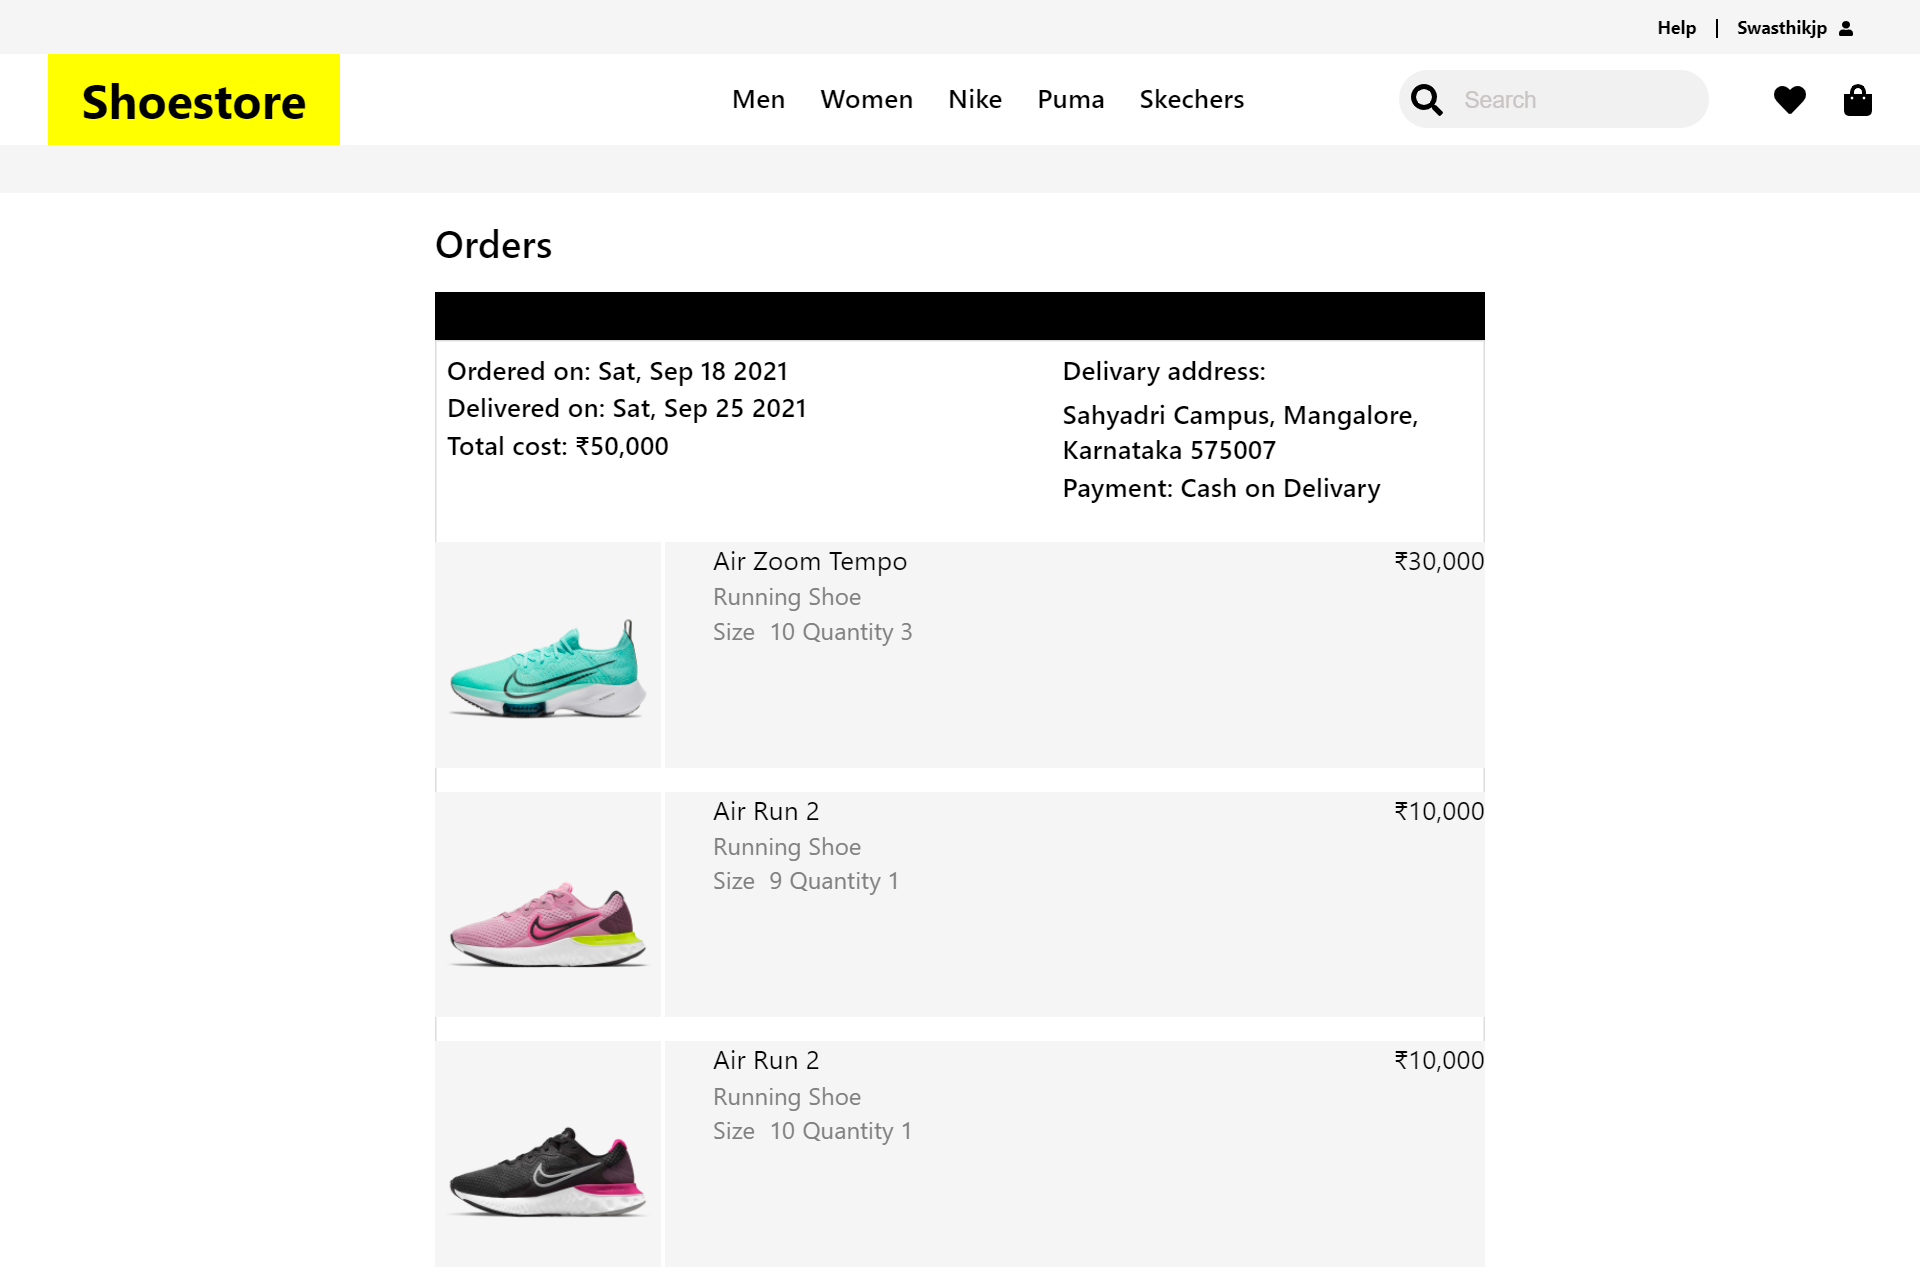 Help | Swasthikjp
Shoestore
Men Women Nike Puma Skechers
Search
Orders
Ordered on: Sat, Sep 18 2021
Delivered on: Sat, Sep 25 2021
Total cost: ₹50,000
Delivary address:
Sahyadri Campus, Mangalore,
Karnataka 575007
Payment: Cash on Delivary
Air Zoom Tempo ₹30,000
Running Shoe
Size 10 Quantity 3
Air Run 2 ₹10,000
Running Shoe
Size 9 Quantity 1
Air Run 2 ₹10,000
Running Shoe
Size 10 Quantity 1